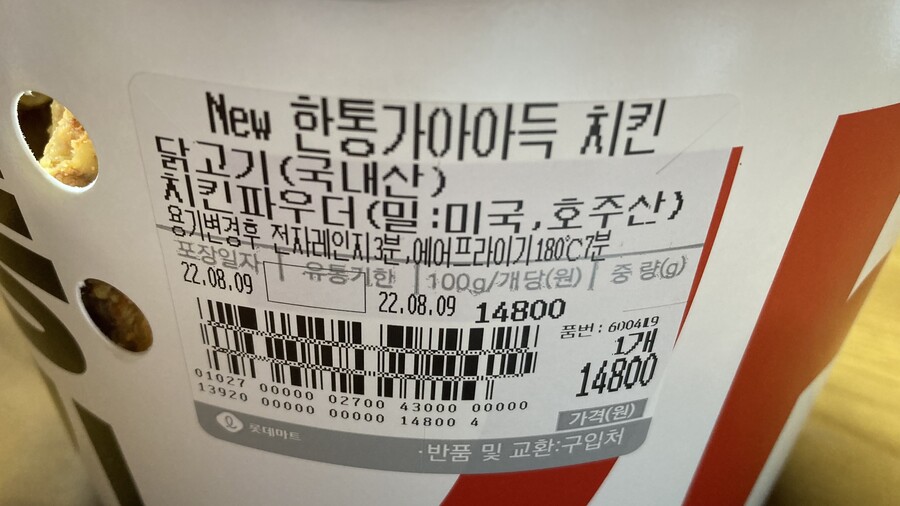 New 한통가아아득 치킨
닭고기(국내산)
치킨파우더(밀:미국,호주산)
용기변경후 전자레인지3분,에어프라이기180℃7분
포장일자 유통기한 100g/개당(원) 중량(g)
22.08.09 22.08.09 14800
품번: 600419
1개
14800
01027 00000 02700 43000 00000
13920 00000 00000 14800 4
가격(원)
롯데마트
·반품 및 교환:구입처